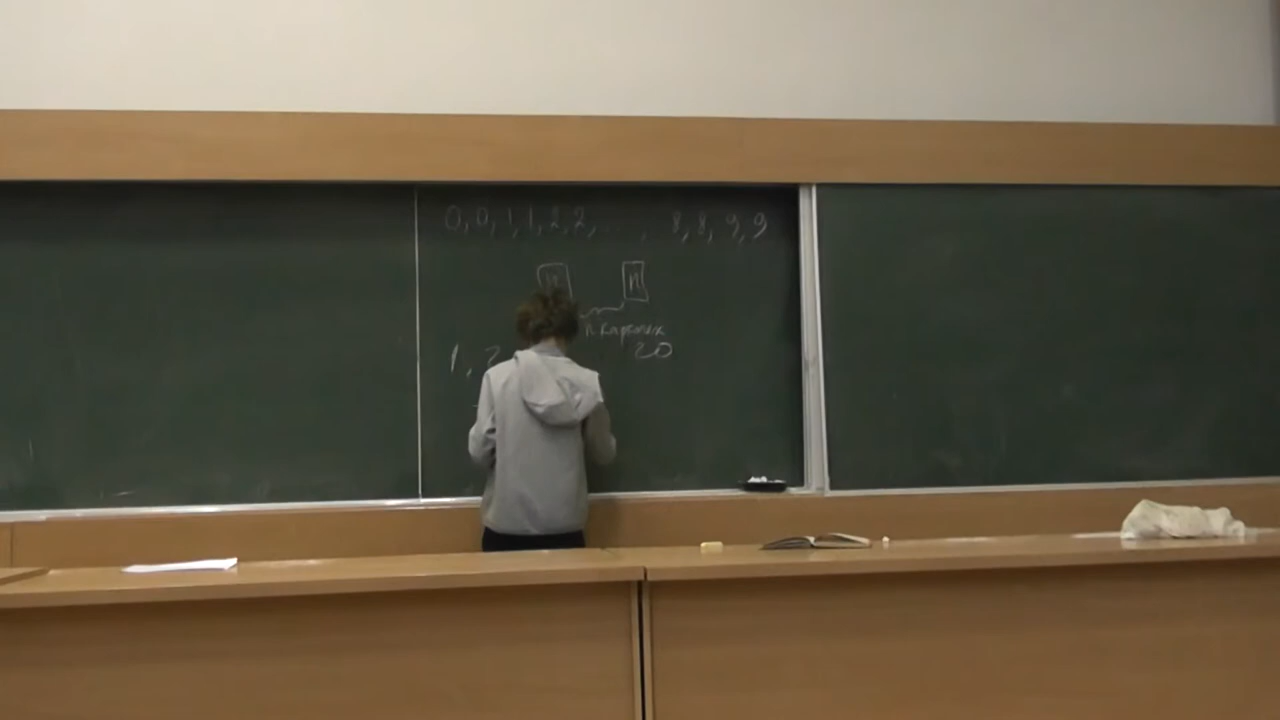 0, 0, 1, 1, 2, 2, ... , 8, 8, 9, 9
n n
n карточек
1, 2 20